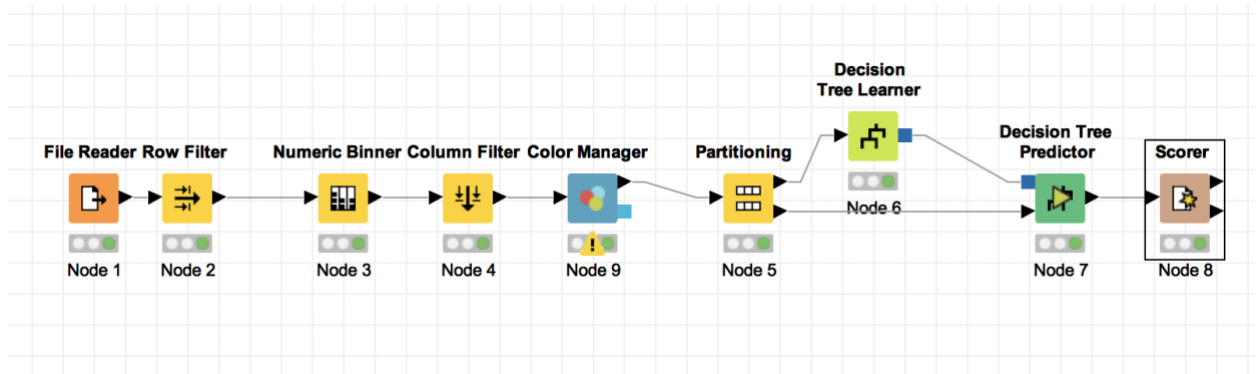 Decision
Tree Learner
Decision Tree
Predictor
File Reader Row Filter Numeric Binner Column Filter Color Manager Partitioning Scorer
Node 6
Node 1 Node 2 Node 3 Node 4 Node 9 Node 5 Node 7 Node 8